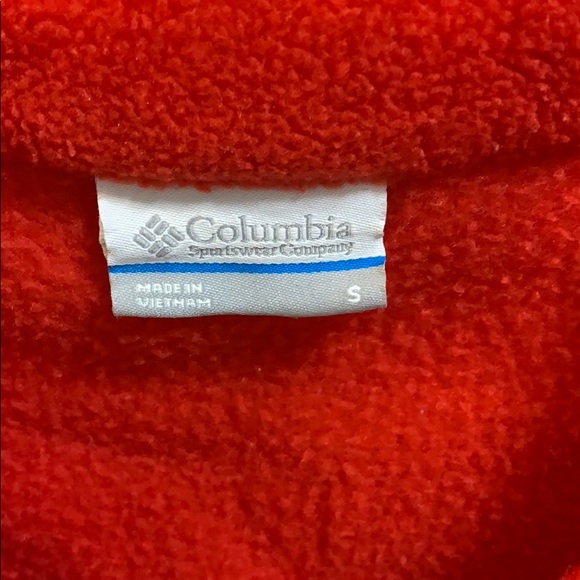 Columbia
Sportswear Company
MADE IN
VIETNAM
S